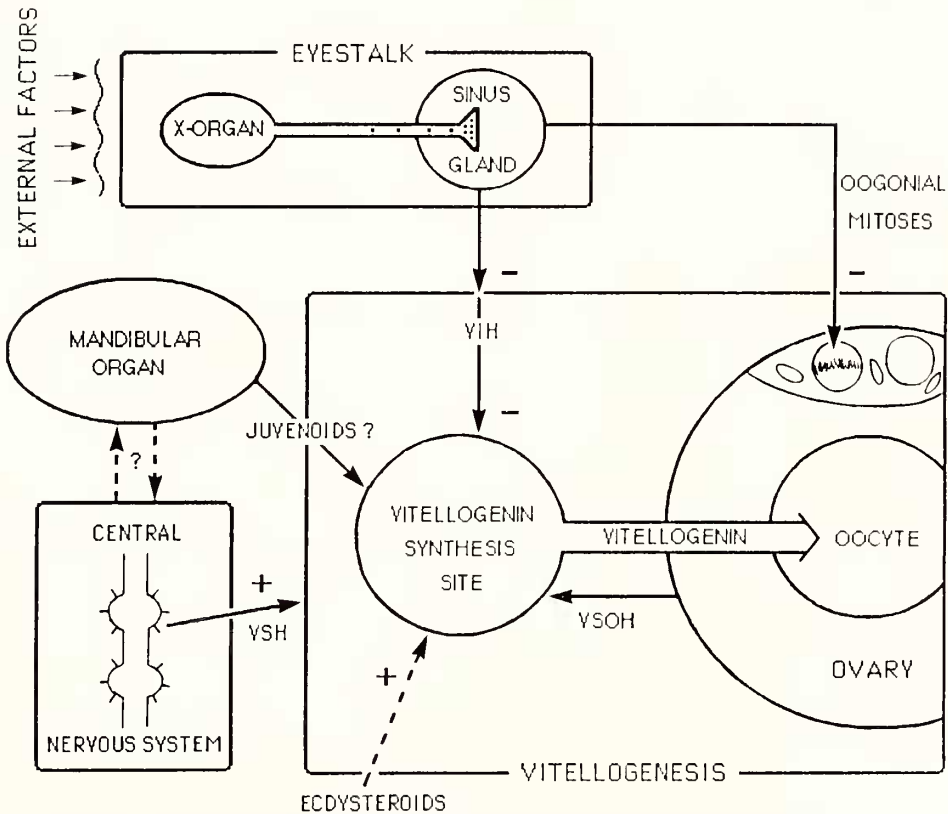 EXTERNAL FACTORS
EYESTALK
X-ORGAN
SINUS
GLAND
OOGONIAL
MITOSES
–
–
VIH
–
MANDIBULAR
ORGAN
JUVENOIDS ?
?
CENTRAL
NERVOUS SYSTEM
+
VSH
VITELLOGENIN
SYNTHESIS
SITE
VITELLOGENIN
OOCYTE
VSOH
OVARY
+
ECDYSTEROIDS
VITELLOGENESIS